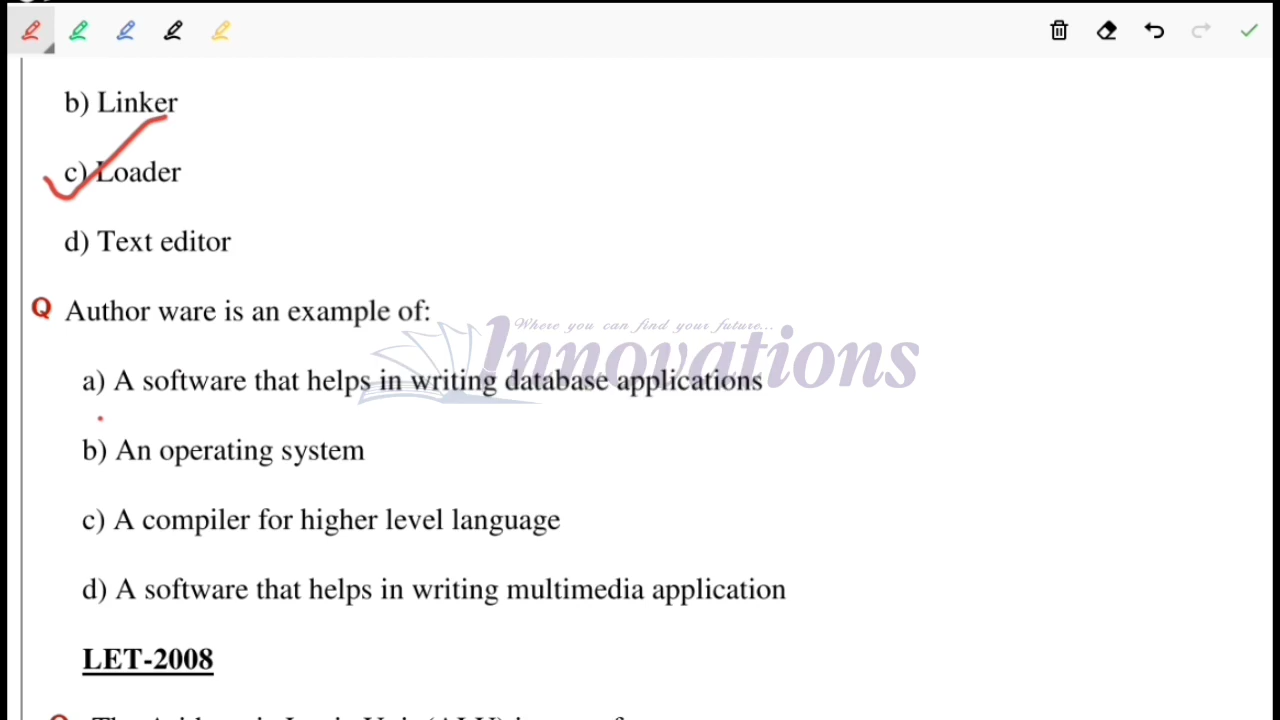 b) Linker
c) Loader
d) Text editor
Q Author ware is an example of:
Where you can find your future...
Innovations
a) A software that helps in writing database applications
b) An operating system
c) A compiler for higher level language
d) A software that helps in writing multimedia application
LET-2008